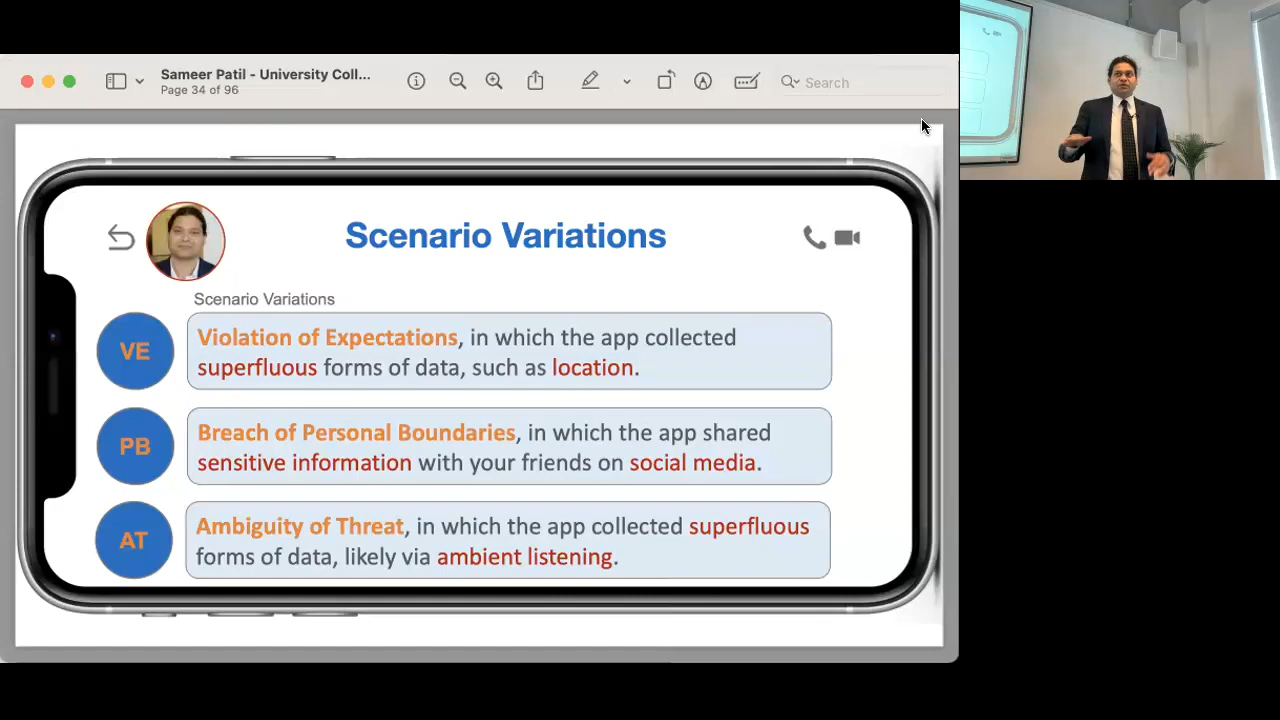 Sameer Patil - University Coll...
Page 34 of 96
Search
Scenario Variations
Scenario Variations
VE
Violation of Expectations, in which the app collected
superfluous forms of data, such as location.
PB
Breach of Personal Boundaries, in which the app shared
sensitive information with your friends on social media.
AT
Ambiguity of Threat, in which the app collected superfluous
forms of data, likely via ambient listening.